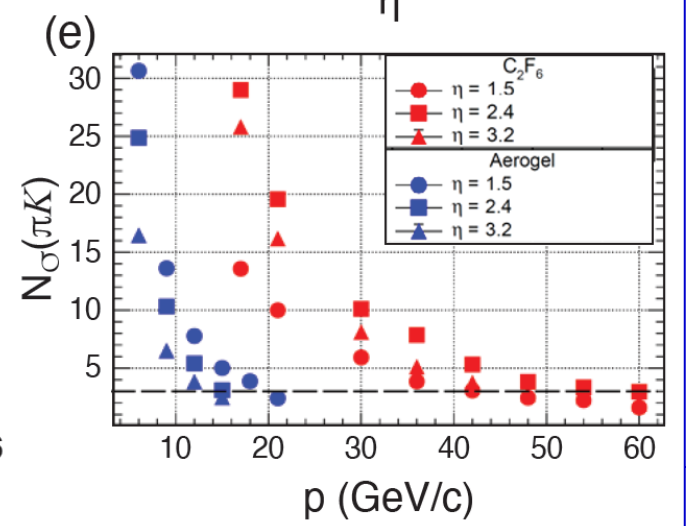 η
(e)
C₂F₆
η = 1.5
η = 2.4
η = 3.2
Aerogel
η = 1.5
η = 2.4
η = 3.2
30
25
20
15
10
5
Nσ(πK)
10 20 30 40 50 60
p (GeV/c)